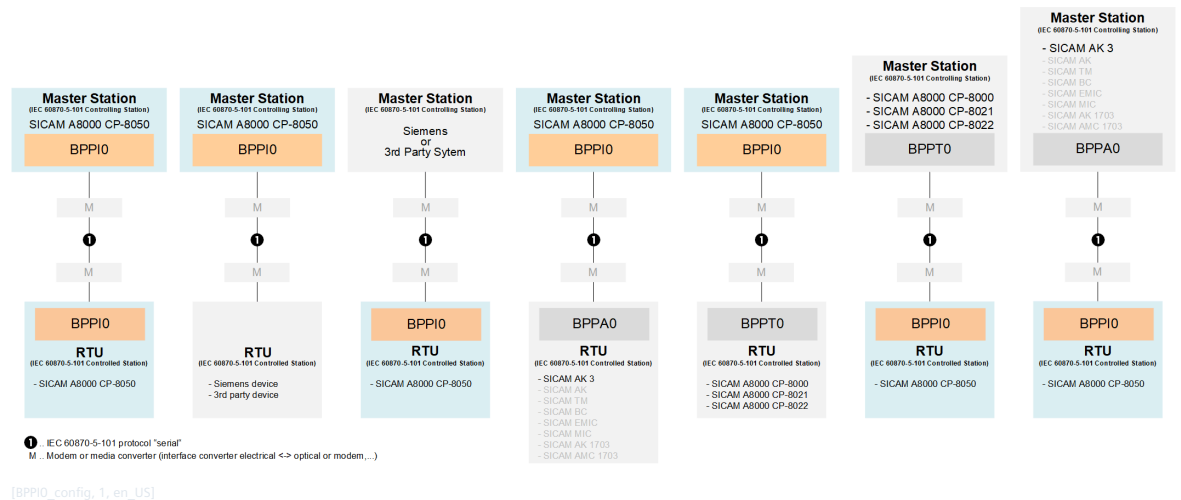 Master Station
(IEC 60870-5-101 Controlling Station)
SICAM A8000 CP-8050
BPPI0
M
1
M
BPPI0
RTU
(IEC 60870-5-101 Controlled Station)
- SICAM A8000 CP-8050
Master Station
(IEC 60870-5-101 Controlling Station)
SICAM A8000 CP-8050
BPPI0
M
1
M
RTU
(IEC 60870-5-101 Controlled Station)
- Siemens device
- 3rd party device
Master Station
(IEC 60870-5-101 Controlling Station)
Siemens
or
3rd Party Sytem
M
1
M
BPPI0
RTU
(IEC 60870-5-101 Controlled Station)
- SICAM A8000 CP-8050
Master Station
(IEC 60870-5-101 Controlling Station)
SICAM A8000 CP-8050
BPPI0
M
1
M
BPPA0
RTU
(IEC 60870-5-101 Controlled Station)
- SICAM AK 3
- SICAM AK
- SICAM TM
- SICAM BC
- SICAM EMIC
- SICAM MIC
- SICAM AK 1703
- SICAM AMC 1703
Master Station
(IEC 60870-5-101 Controlling Station)
SICAM A8000 CP-8050
BPPI0
M
1
M
BPPT0
RTU
(IEC 60870-5-101 Controlled Station)
- SICAM A8000 CP-8000
- SICAM A8000 CP-8021
- SICAM A8000 CP-8022
Master Station
(IEC 60870-5-101 Controlling Station)
- SICAM A8000 CP-8000
- SICAM A8000 CP-8021
- SICAM A8000 CP-8022
BPPT0
M
1
M
BPPI0
RTU
(IEC 60870-5-101 Controlled Station)
- SICAM A8000 CP-8050
Master Station
(IEC 60870-5-101 Controlling Station)
- SICAM AK 3
- SICAM AK
- SICAM TM
- SICAM BC
- SICAM EMIC
- SICAM MIC
- SICAM AK 1703
- SICAM AMC 1703
BPPA0
M
1
M
BPPI0
RTU
(IEC 60870-5-101 Controlled Station)
- SICAM A8000 CP-8050
1 .. IEC 60870-5-101 protocol "serial"
M .. Modem or media converter (interface converter electrical <-> optical or modem,...)
[BPPI0_config, 1, en_US]